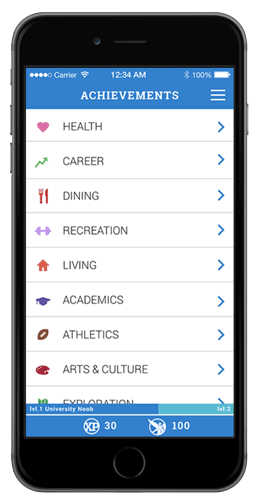 Carrier 12:34 AM 100%
ACHIEVEMENTS
HEALTH
CAREER
DINING
RECREATION
LIVING
ACADEMICS
ATHLETICS
ARTS & CULTURE
EXPLORATION
lvl.1 University Noob lvl.2
XP 30 100